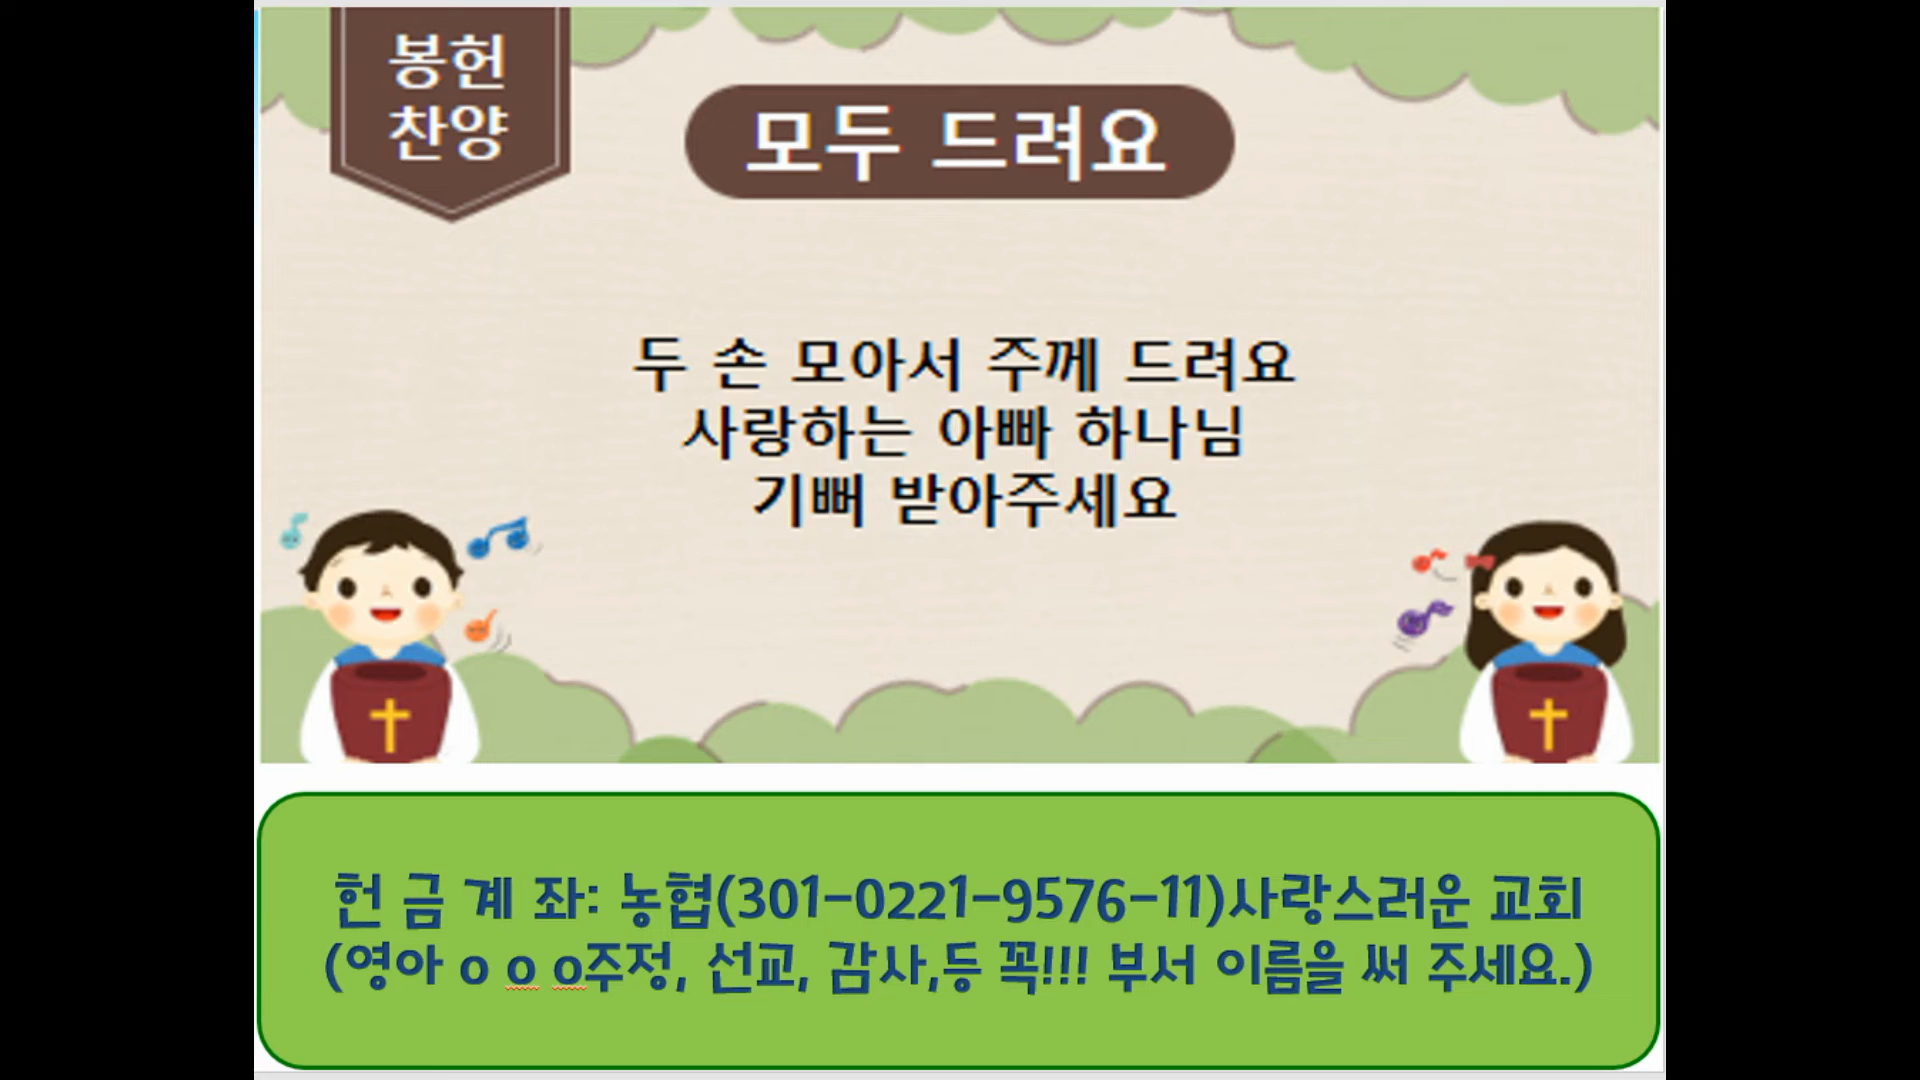 봉헌
찬양
모두 드려요
두 손 모아서 주께 드려요
사랑하는 아빠 하나님
기뻐 받아주세요
헌 금 계 좌: 농협(301-0221-9576-11)사랑스러운 교회
(영아 o o o주정, 선교, 감사,등 꼭!!! 부서 이름을 써 주세요.)